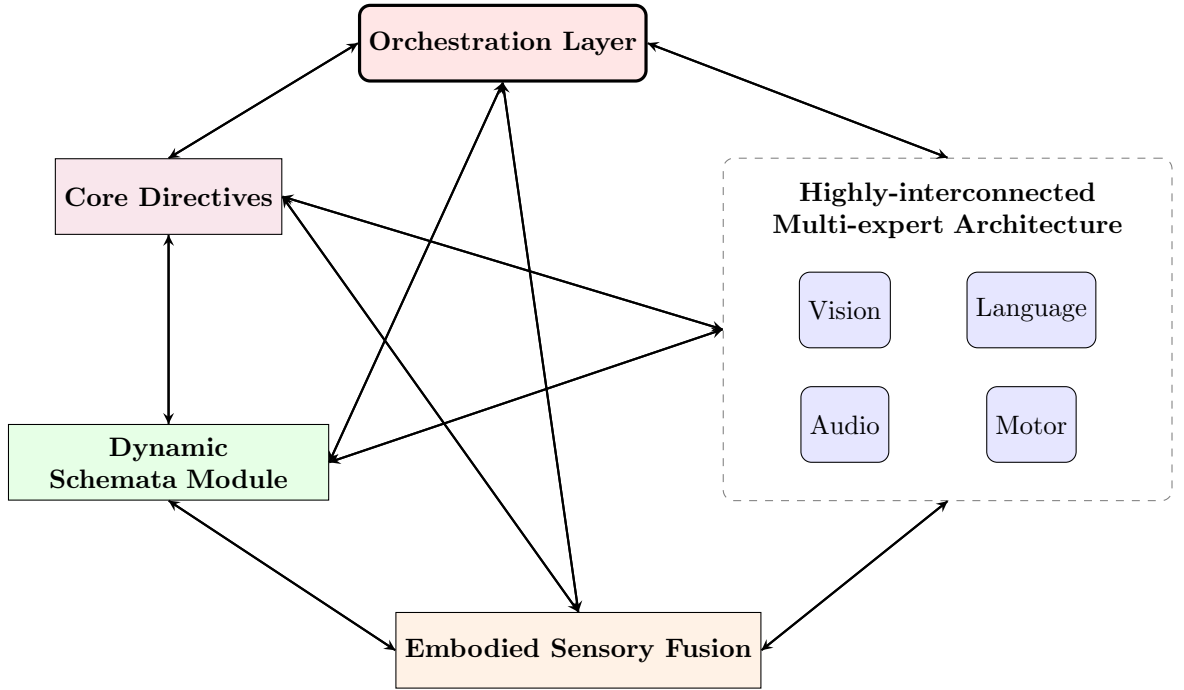 Orchestration Layer
Core Directives
Highly-interconnected
Multi-expert Architecture
Vision
Language
Audio
Motor
Dynamic
Schemata Module
Embodied Sensory Fusion